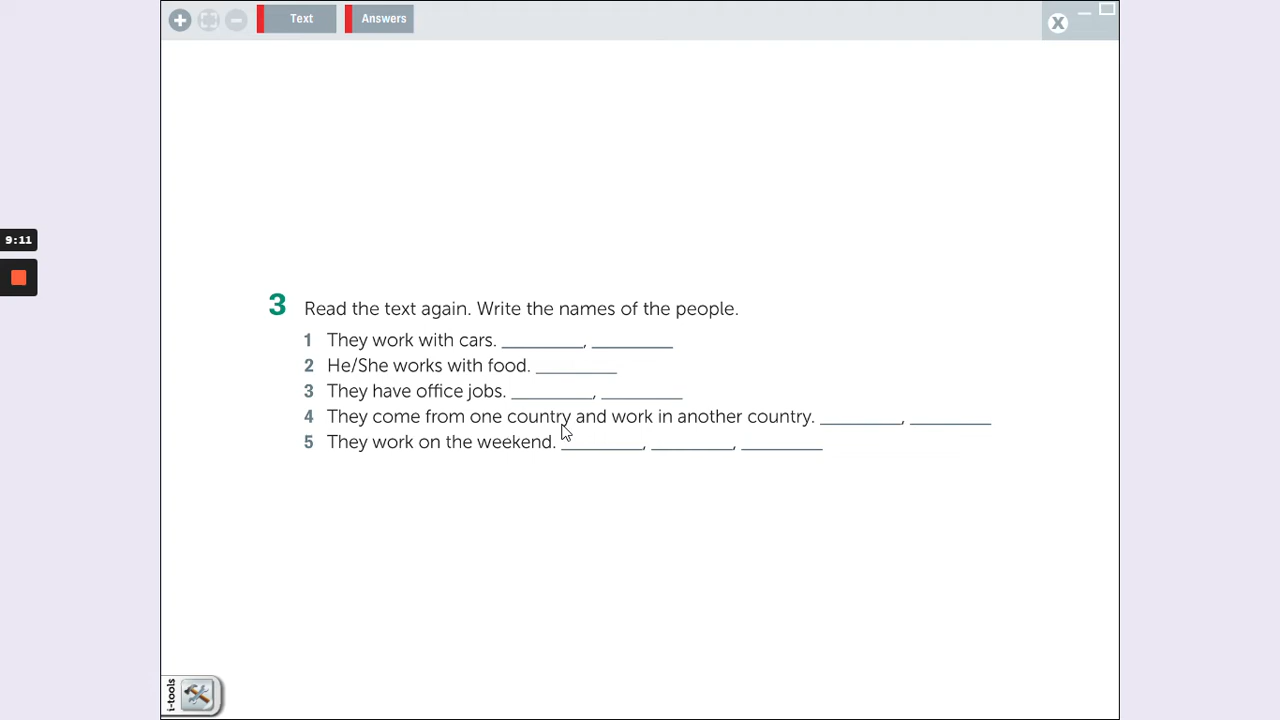 Text
Answers
X
9:11
3 Read the text again. Write the names of the people.
1 They work with cars. ________, ________
2 He/She works with food. ________
3 They have office jobs. ________, ________
4 They come from one country and work in another country. ________, ________
5 They work on the weekend. ________, ________, ________
i-tools